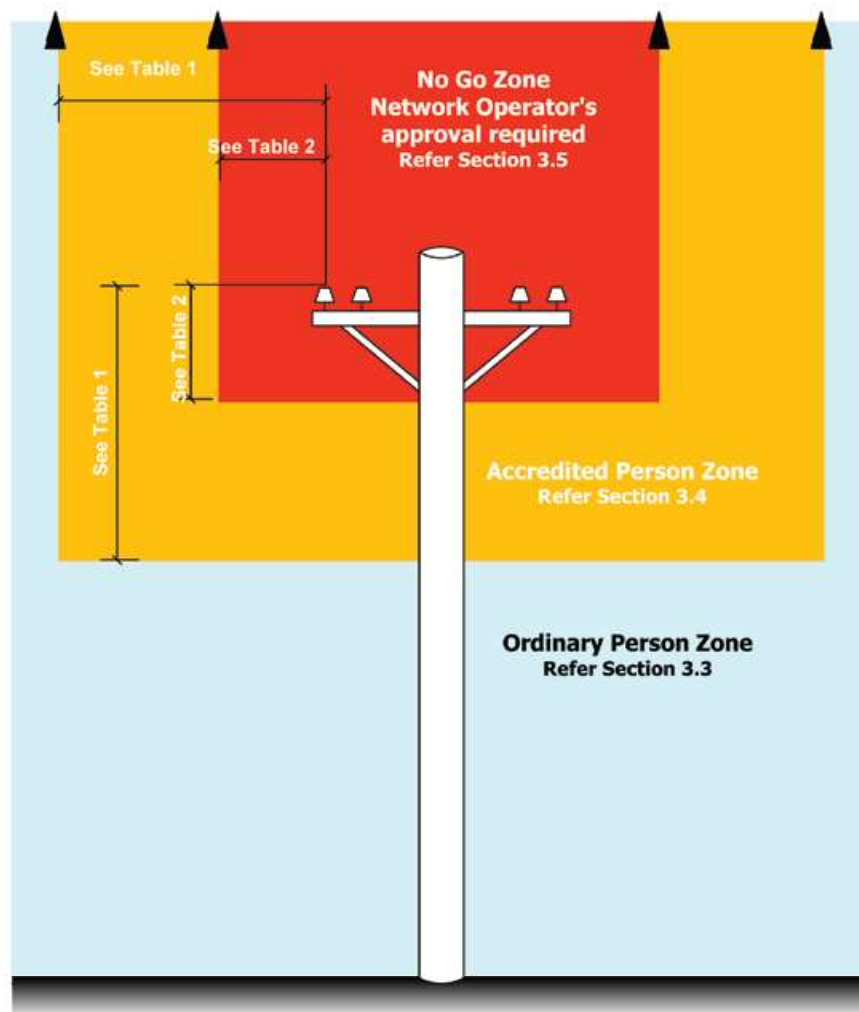 See Table 1
No Go Zone
Network Operator's
approval required
Refer Section 3.5
See Table 2
See Table 2
See Table 1
Accredited Person Zone
Refer Section 3.4
Ordinary Person Zone
Refer Section 3.3